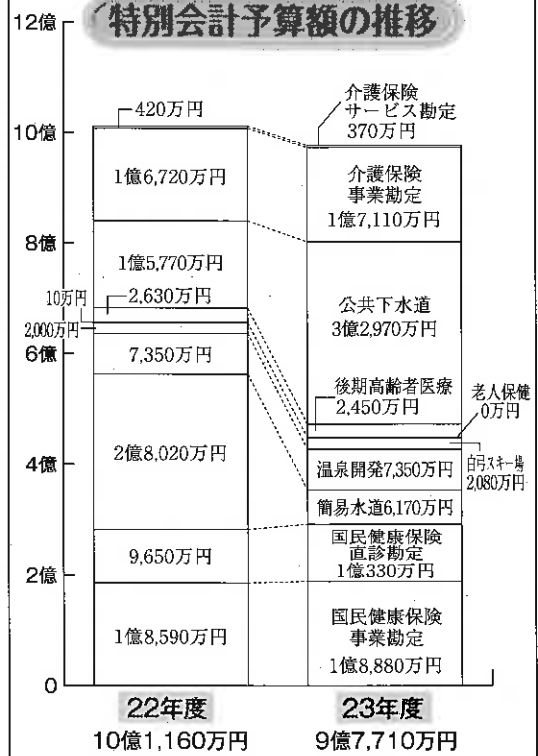 特別会計予算額の推移
12億
10億
8億
6億
4億
2億
0
420万円
1億6,720万円
1億5,770万円
2,630万円
10万円
2,000万円
7,350万円
2億8,020万円
9,650万円
1億8,590万円
介護保険
サービス勘定
370万円
介護保険
事業勘定
1億7,110万円
公共下水道
3億2,970万円
後期高齢者医療
2,450万円
老人保健
0万円
白弓スキー場
2,080万円
温泉開発7,350万円
簡易水道6,170万円
国民健康保険
直診勘定
1億330万円
国民健康保険
事業勘定
1億8,880万円
22年度
10億1,160万円
23年度
9億7,710万円